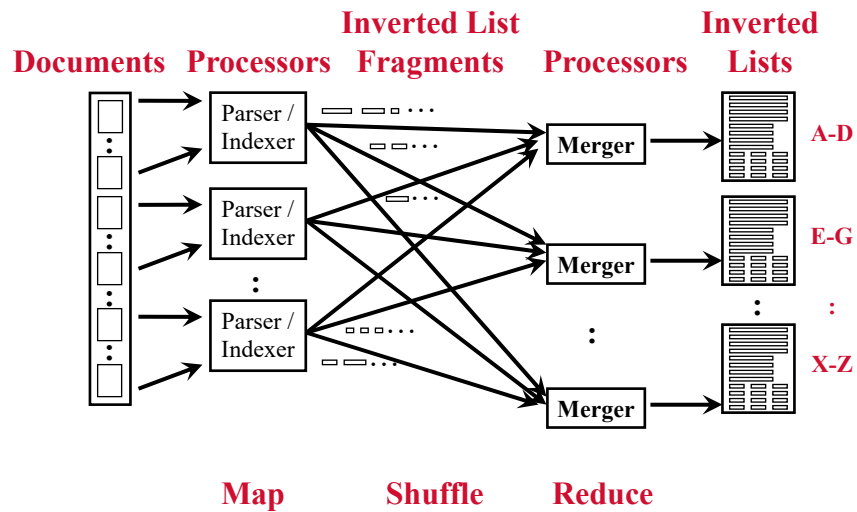 Documents
Processors
Inverted List
Fragments
Processors
Inverted
Lists
Parser /
Indexer
Parser /
Indexer
:
Parser /
Indexer
Merger
Merger
:
Merger
A-D
E-G
: :
X-Z
Map
Shuffle
Reduce